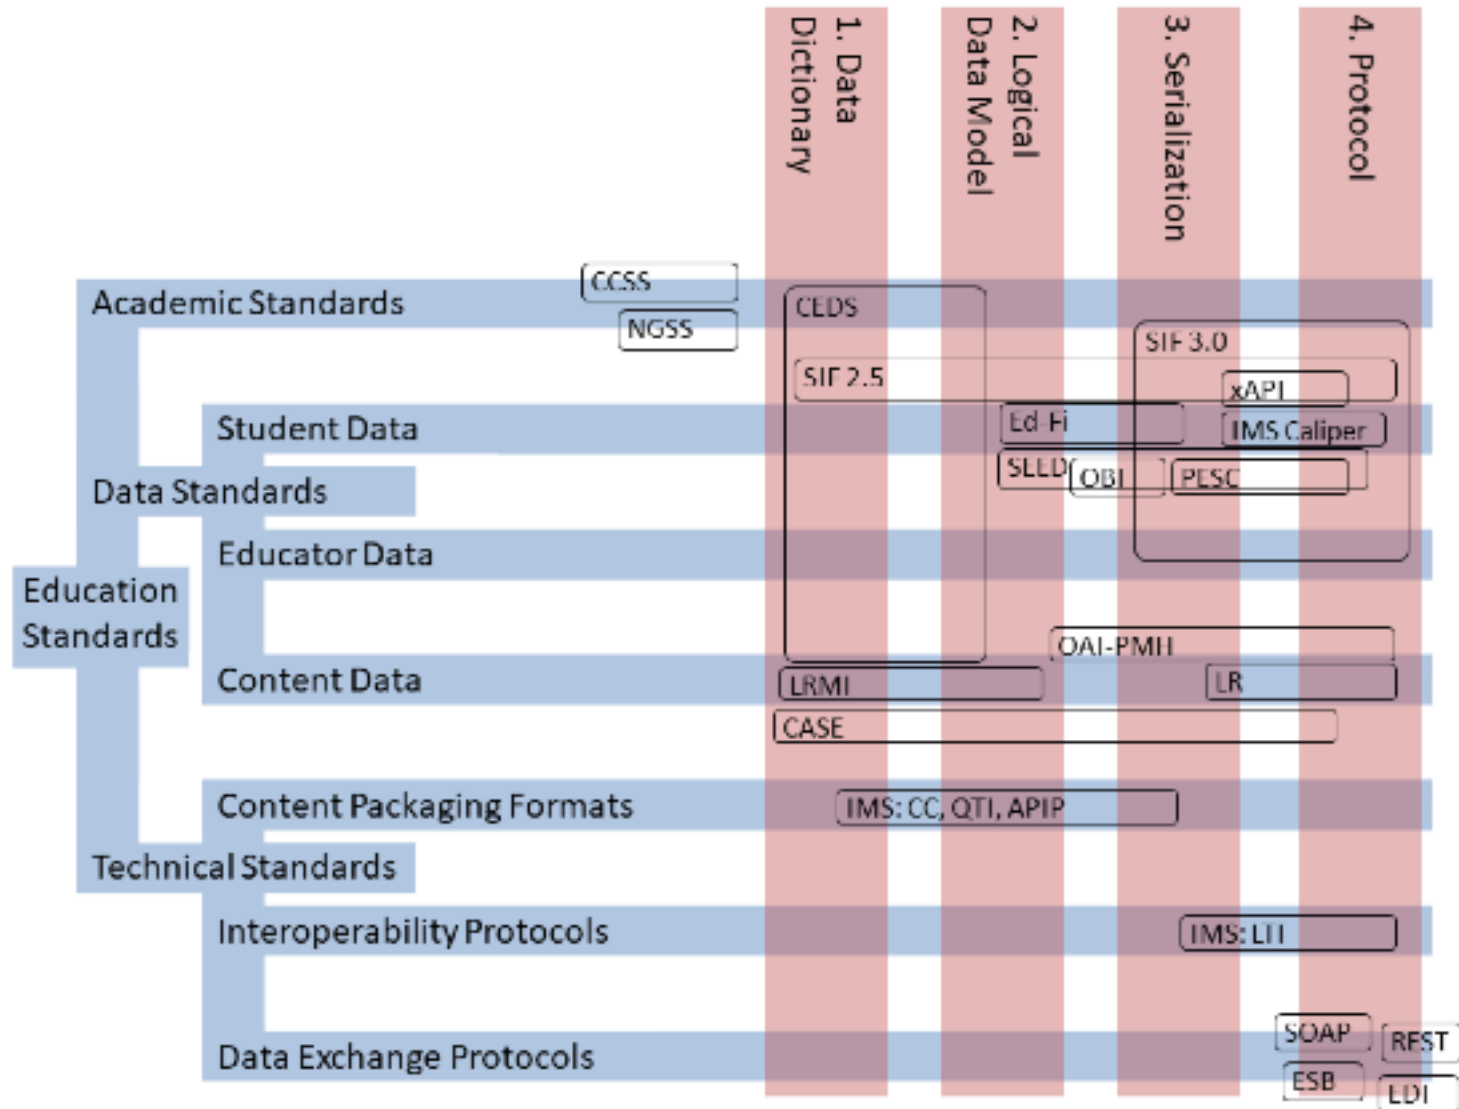 1. Data
Dictionary
2. Logical
Data Model
3. Serialization
4. Protocol
CCSS
Academic Standards
CEDS
NGSS
SIF 3.0
SIF 2.5
xAPI
Student Data
Ed-Fi
IMS Caliper
SLED
OBI
PESC
Data Standards
Educator Data
Education
Standards
OAI-PMH
Content Data
LRMI
LR
CASE
Content Packaging Formats
IMS: CC, QTI, APIP
Technical Standards
Interoperability Protocols
IMS: LTI
SOAP
REST
Data Exchange Protocols
ESB
EDI